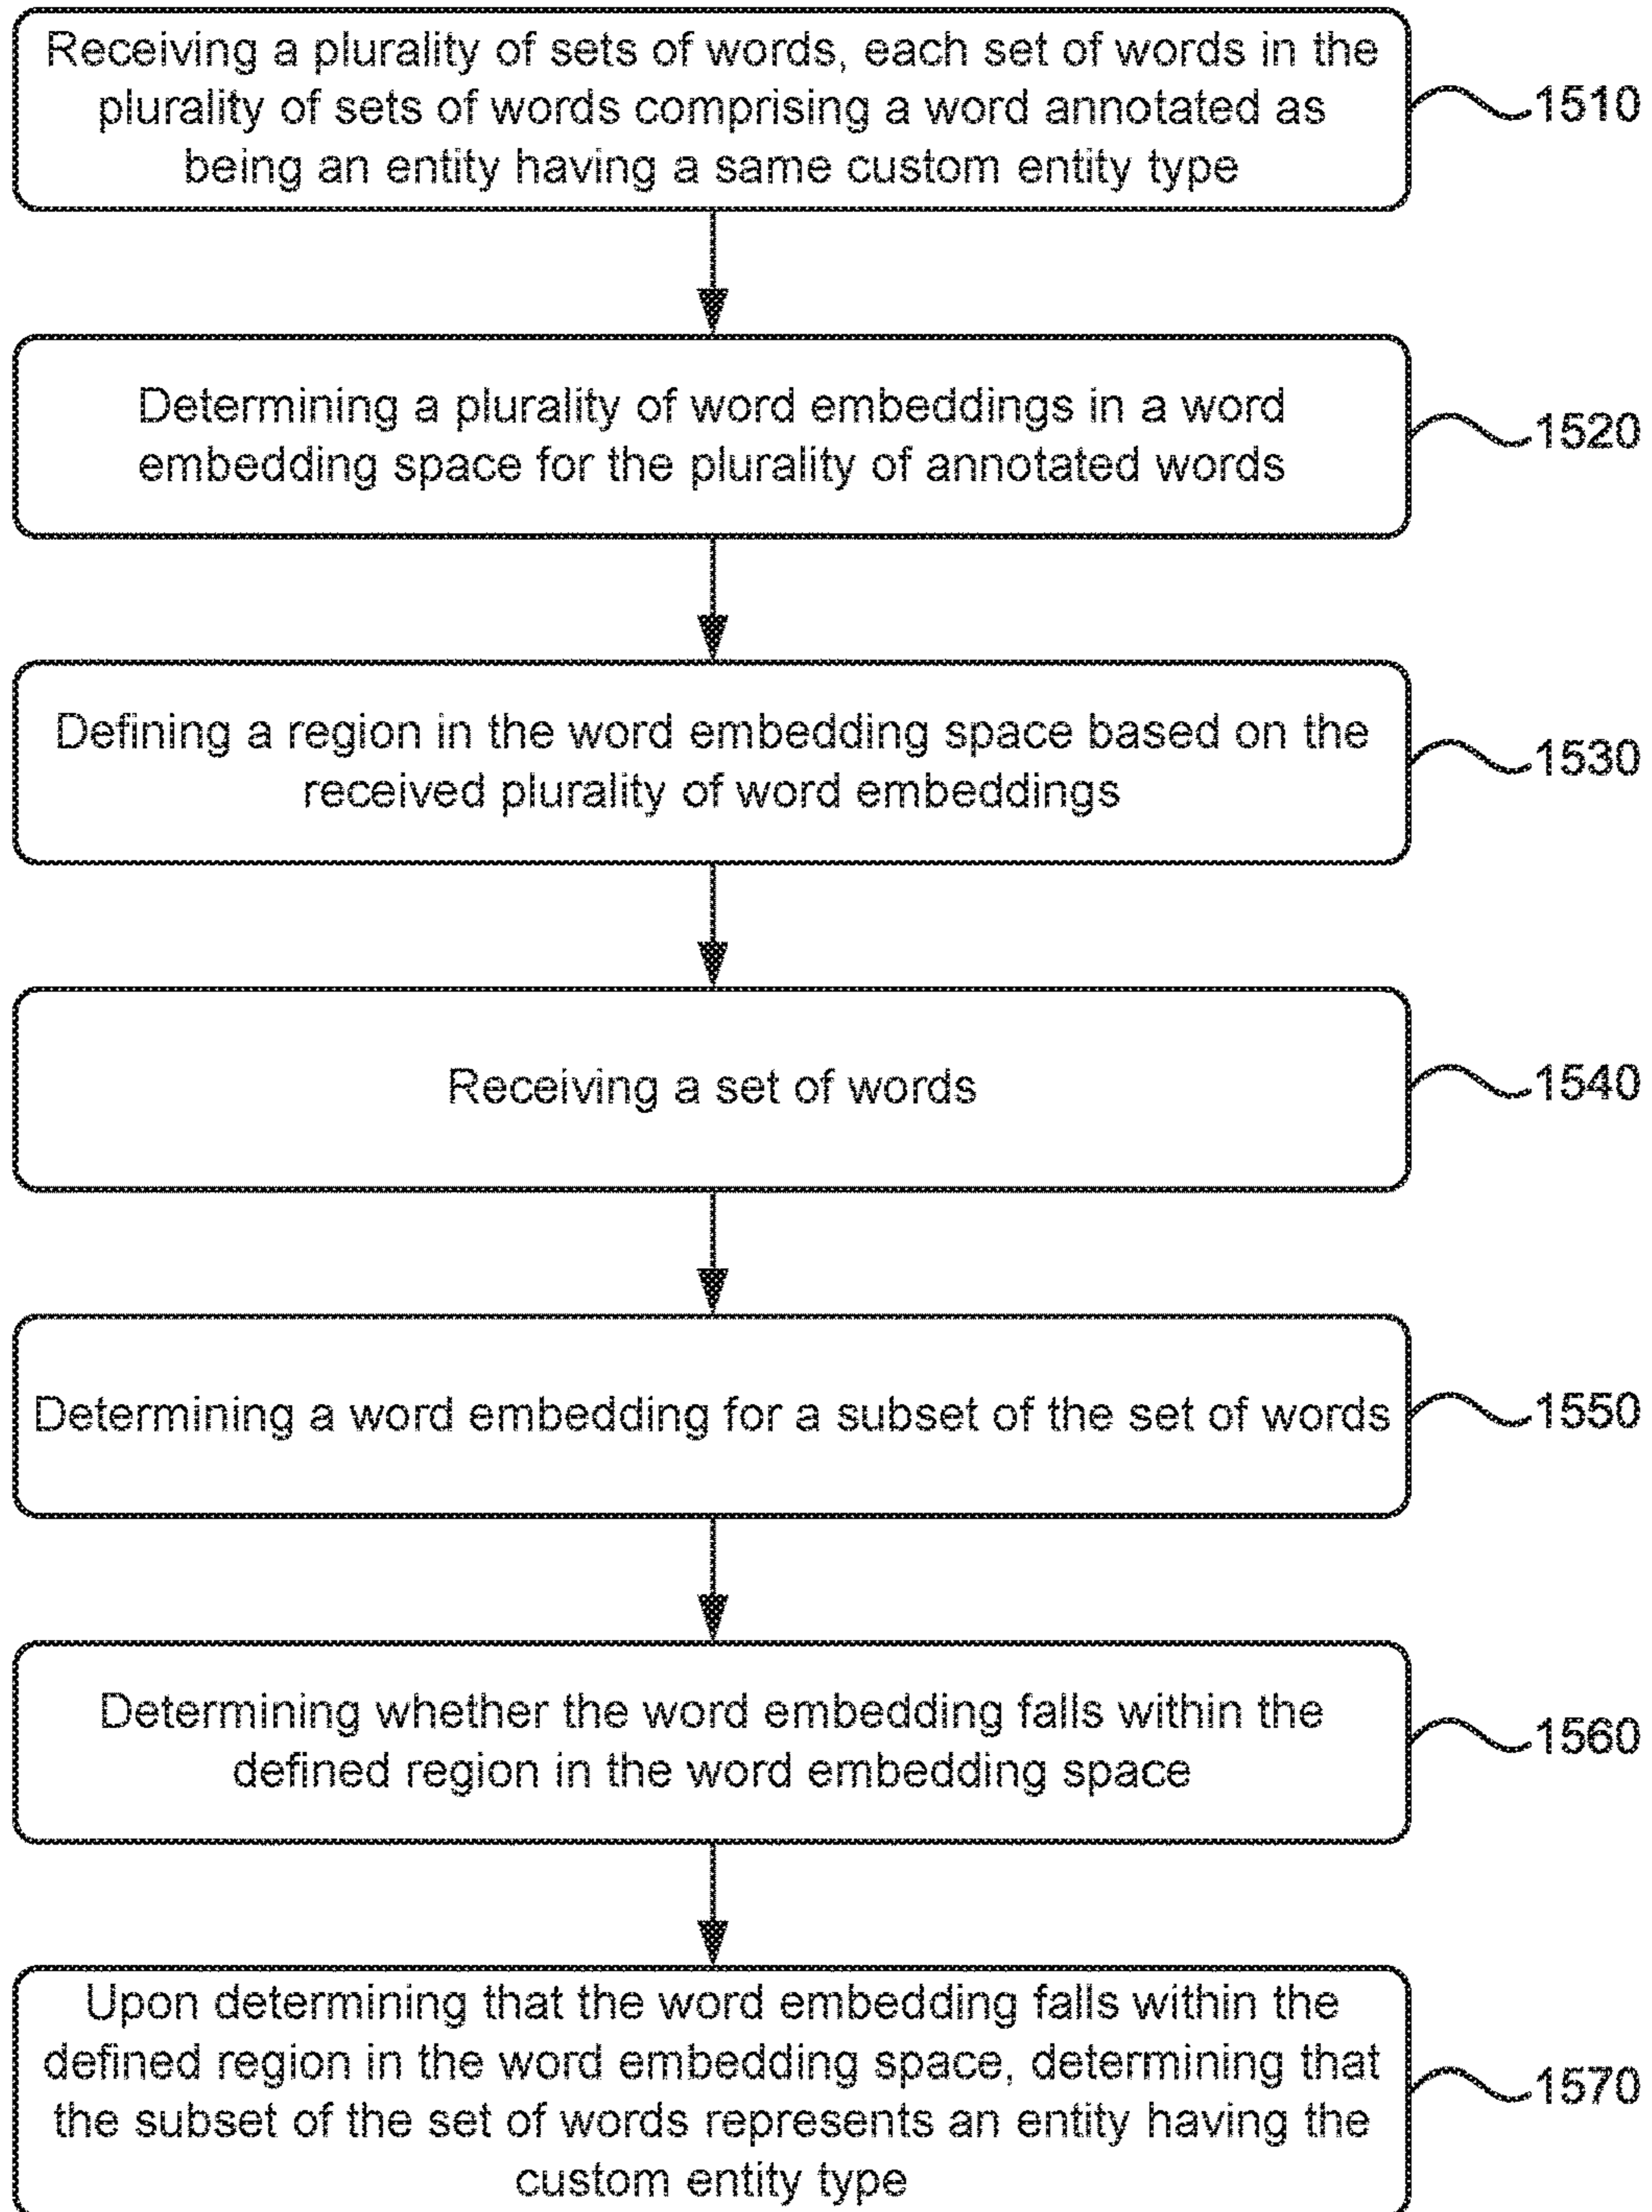 Receiving a plurality of sets of words, each set of words in the
plurality of sets of words comprising a word annotated as
being an entity having a same custom entity type
1510
Determining a plurality of word embeddings in a word
embedding space for the plurality of annotated words
1520
Defining a region in the word embedding space based on the
received plurality of word embeddings
1530
Receiving a set of words
1540
Determining a word embedding for a subset of the set of words
1550
Determining whether the word embedding falls within the
defined region in the word embedding space
1560
Upon determining that the word embedding falls within the
defined region in the word embedding space, determining that
the subset of the set of words represents an entity having the
custom entity type
1570